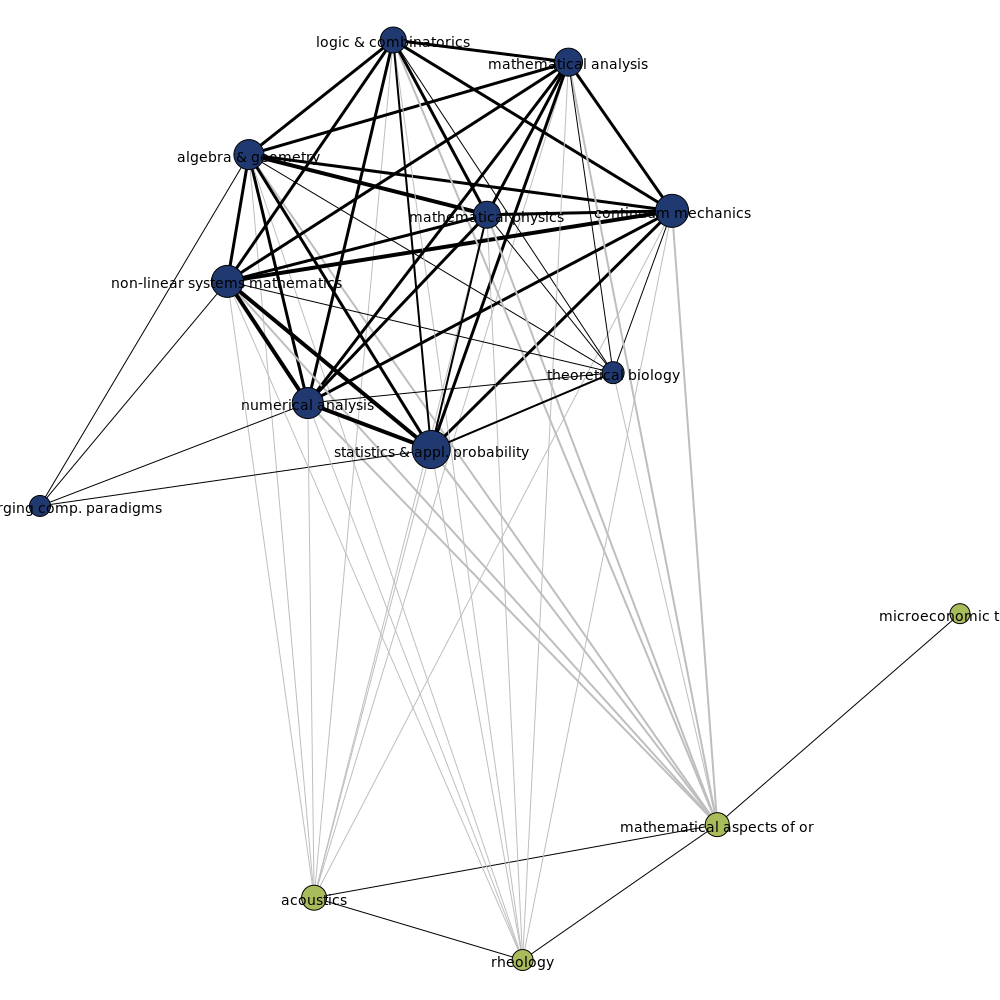 logic & combinatorics
mathematical analysis
algebra & geometry
mathematical physics
continuum mechanics
non-linear systems mathematics
theoretical biology
numerical analysis
statistics & appl. probability
rging comp. paradigms
microeconomic t
mathematical aspects of or
acoustics
rheology